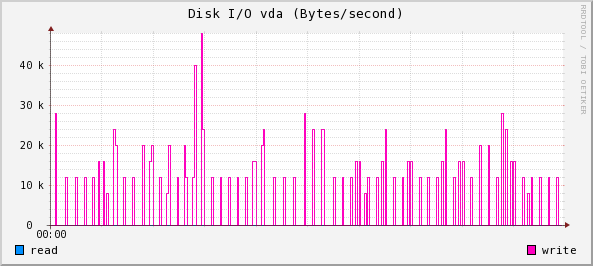 Disk I/O vda (Bytes/second)
RRDTOOL / TOBI OETIKER
40 k
30 k
20 k
10 k
0
00:00
read
write